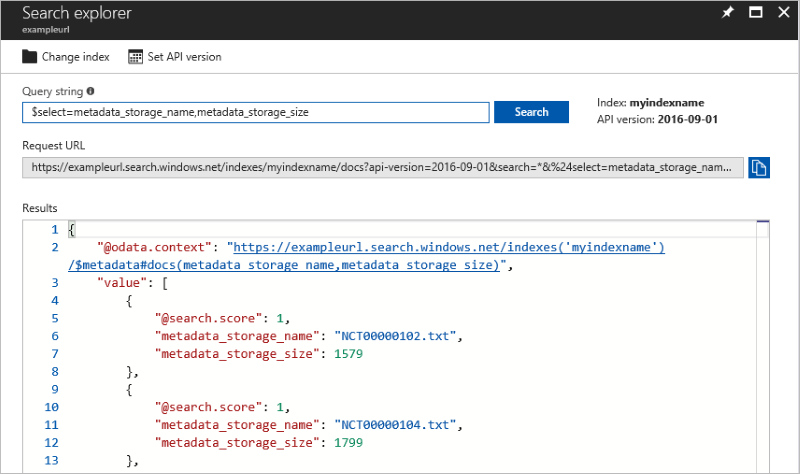 Search explorer
exampleurl
Change index
Set API version
Query string
$select=metadata_storage_name,metadata_storage_size
Search
Index: myindexname
API version: 2016-09-01
Request URL
https://exampleurl.search.windows.net/indexes/myindexname/docs?api-version=2016-09-01&search=*&%24select=metadata_storage_nam...
Results
1 {
2 "@odata.context": "https://exampleurl.search.windows.net/indexes('myindexname')
/$metadata#docs(metadata_storage_name,metadata_storage_size)",
3 "value": [
4 {
5 "@search.score": 1,
6 "metadata_storage_name": "NCT00000102.txt",
7 "metadata_storage_size": 1579
8 },
9 {
10 "@search.score": 1,
11 "metadata_storage_name": "NCT00000104.txt",
12 "metadata_storage_size": 1799
13 },